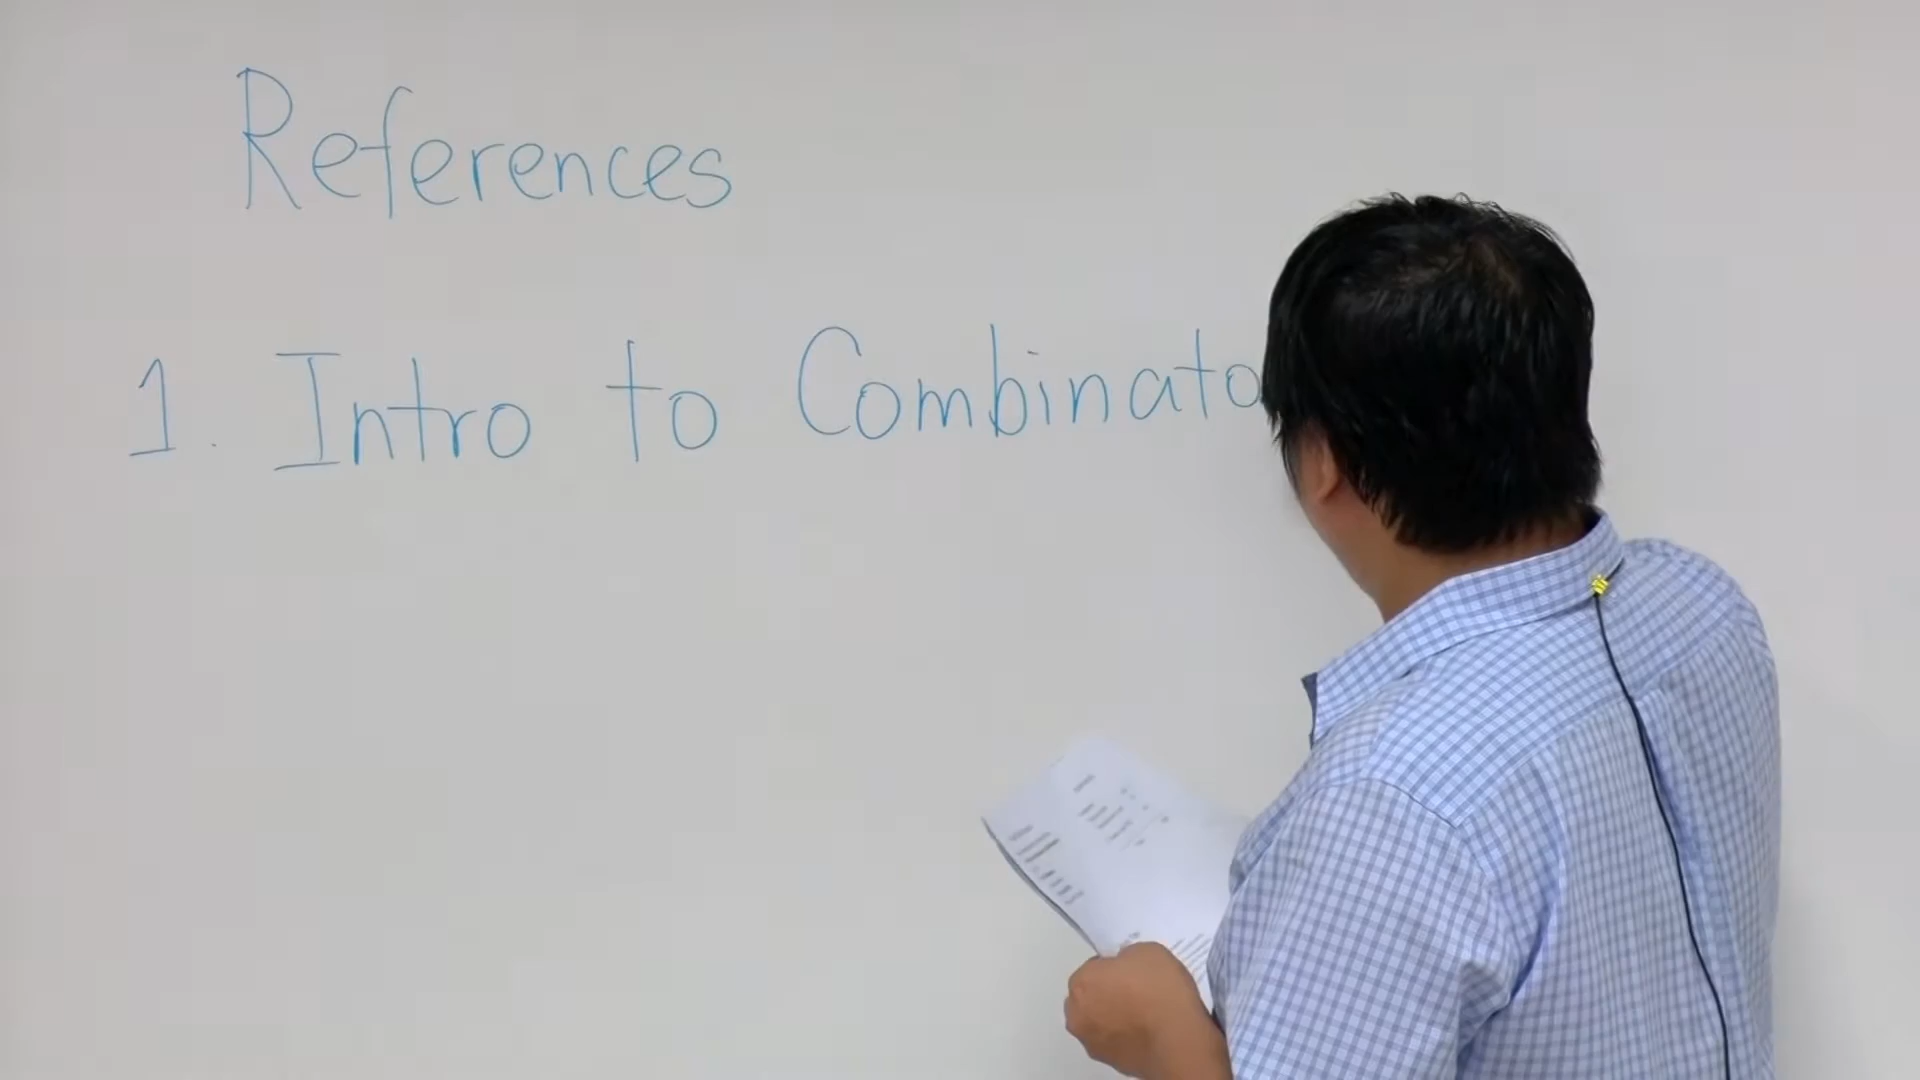 References
1. Intro to Combinato